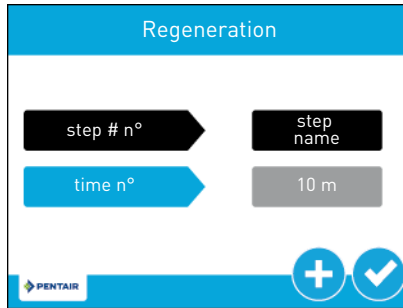 Regeneration
step # n°
step
name
time n°
10 m
PENTAIR